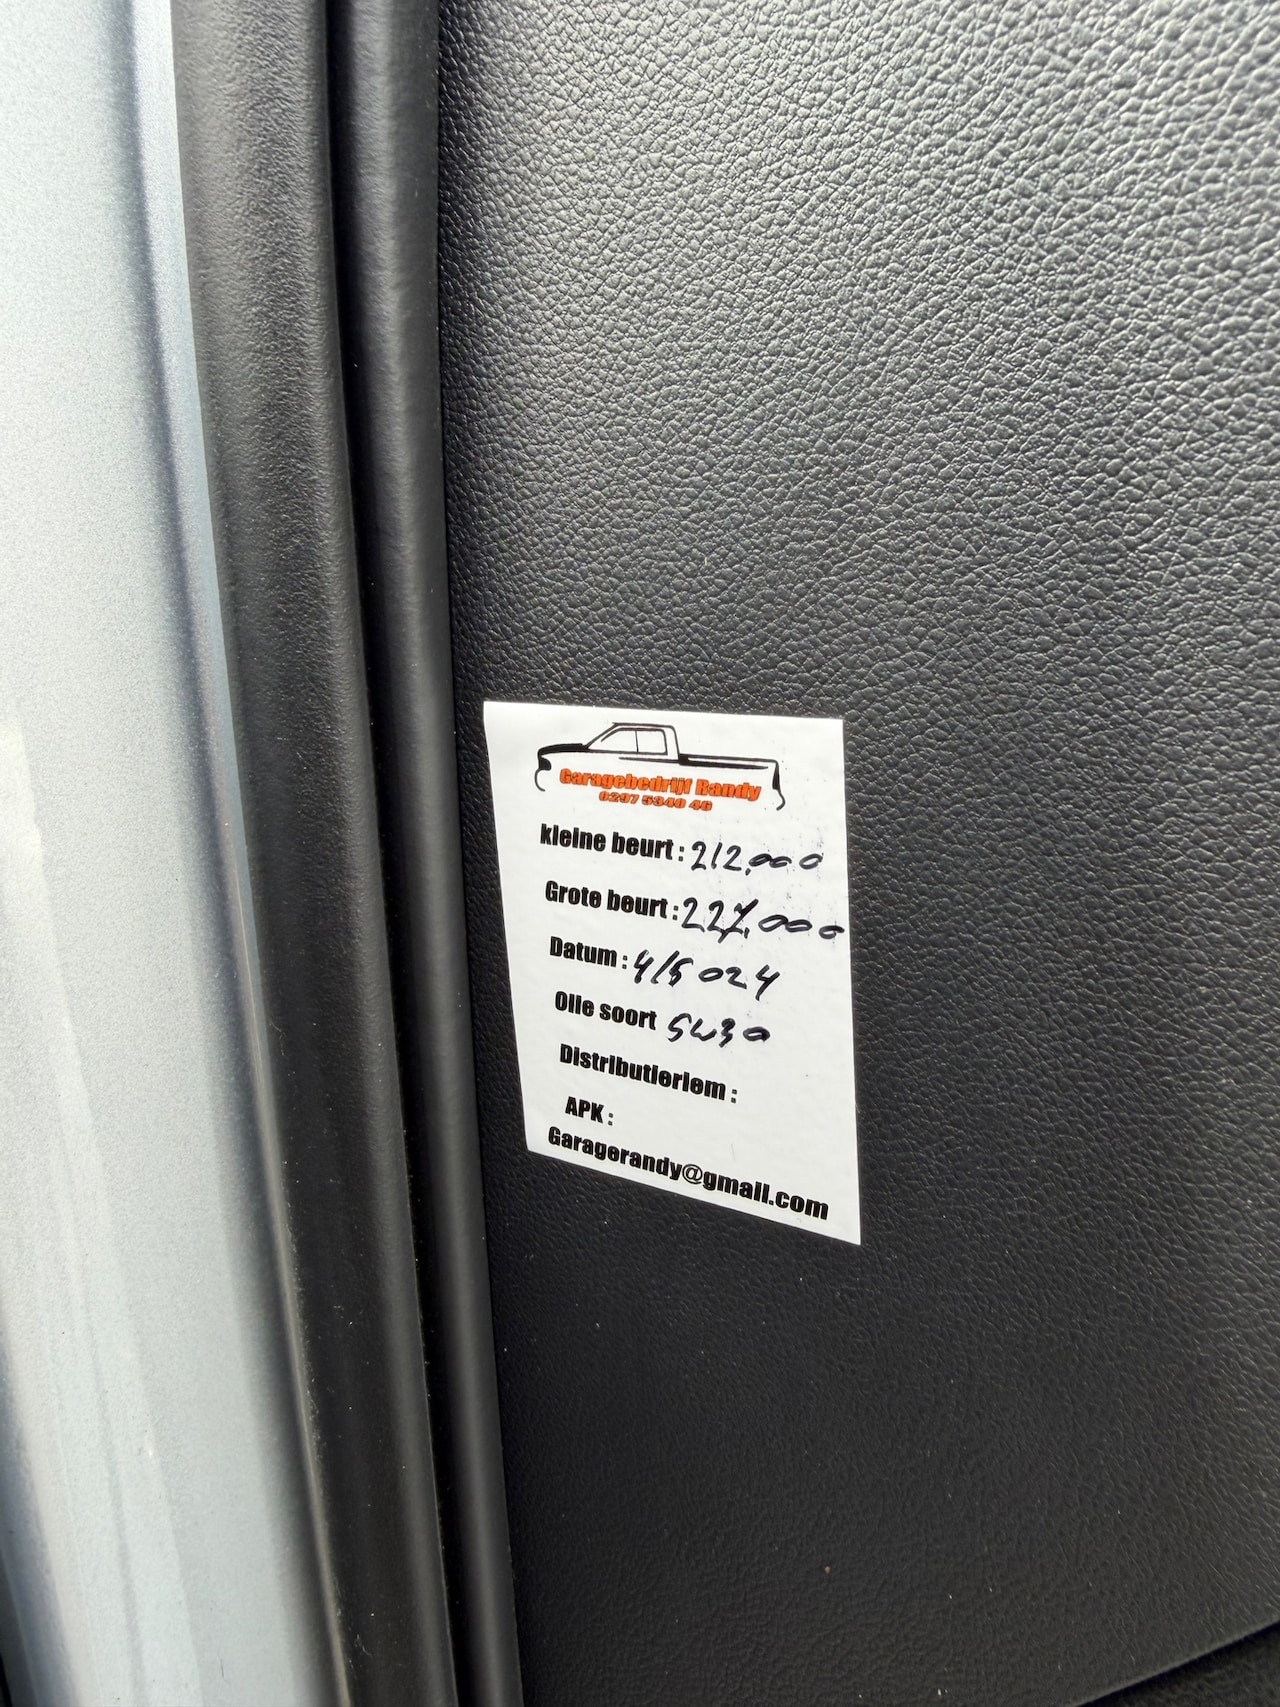 Garagebedrijf Randy
0297 5340 46
kleine beurt : 212.000
Grote beurt : 227.000
Datum : 4/5 024
Olie soort 5W30
Distributieriem :
APK :
Garagerandy@gmail.com